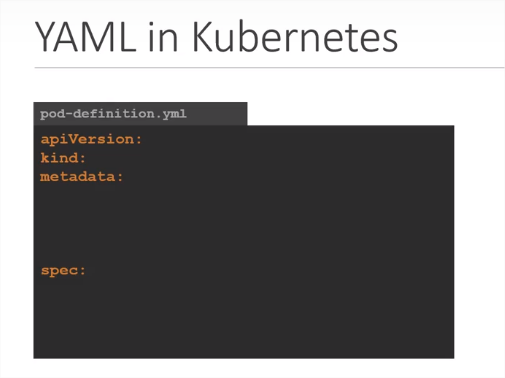 YAML in Kubernetes
pod-definition.yml
apiVersion:
kind:
metadata:
spec: